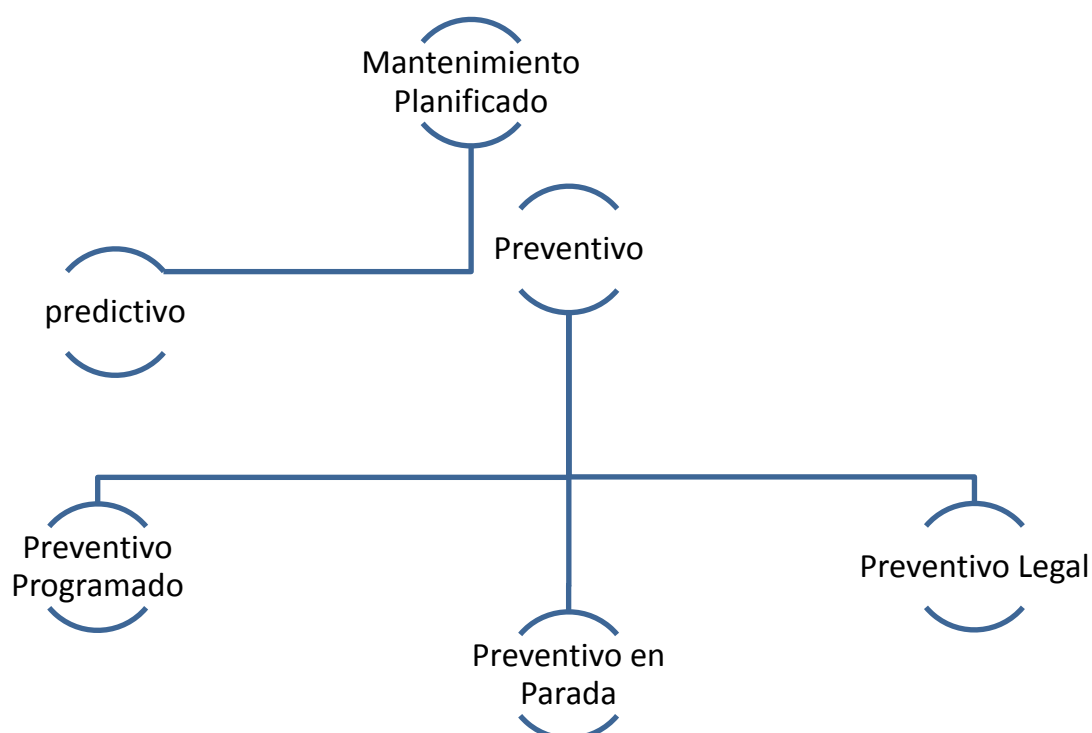 Mantenimiento
Planificado
Preventivo
predictivo
Preventivo
Programado
Preventivo Legal
Preventivo en
Parada